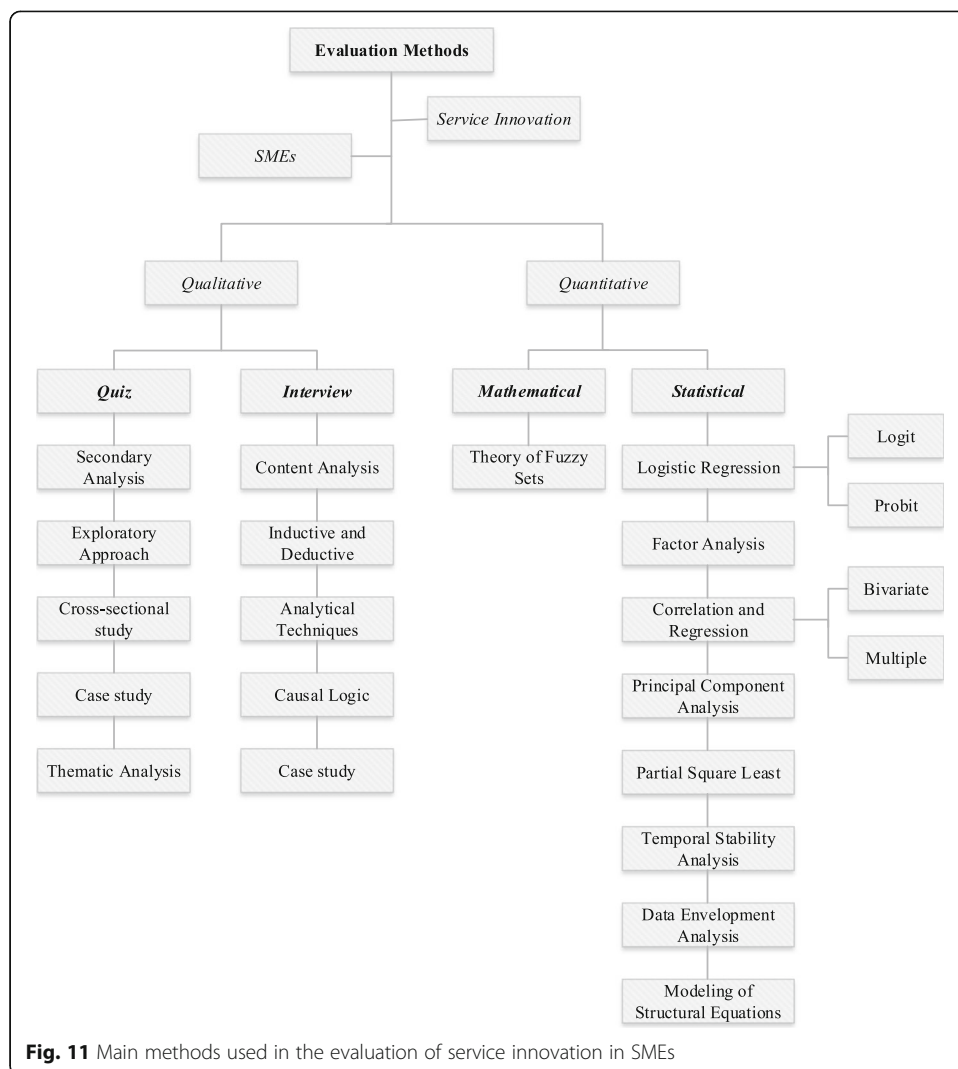 Evaluation Methods
Service Innovation
SMEs
Qualitative
Quantitative
Quiz
Interview
Mathematical
Statistical
Secondary
Analysis
Content Analysis
Theory of Fuzzy
Sets
Logistic Regression
Logit
Probit
Exploratory
Approach
Inductive and
Deductive
Factor Analysis
Cross-sectional
study
Analytical
Techniques
Correlation and
Regression
Bivariate
Multiple
Case study
Causal Logic
Principal Component
Analysis
Thematic Analysis
Case study
Partial Square Least
Temporal Stability
Analysis
Data Envelopment
Analysis
Modeling of
Structural Equations
Fig. 11 Main methods used in the evaluation of service innovation in SMEs